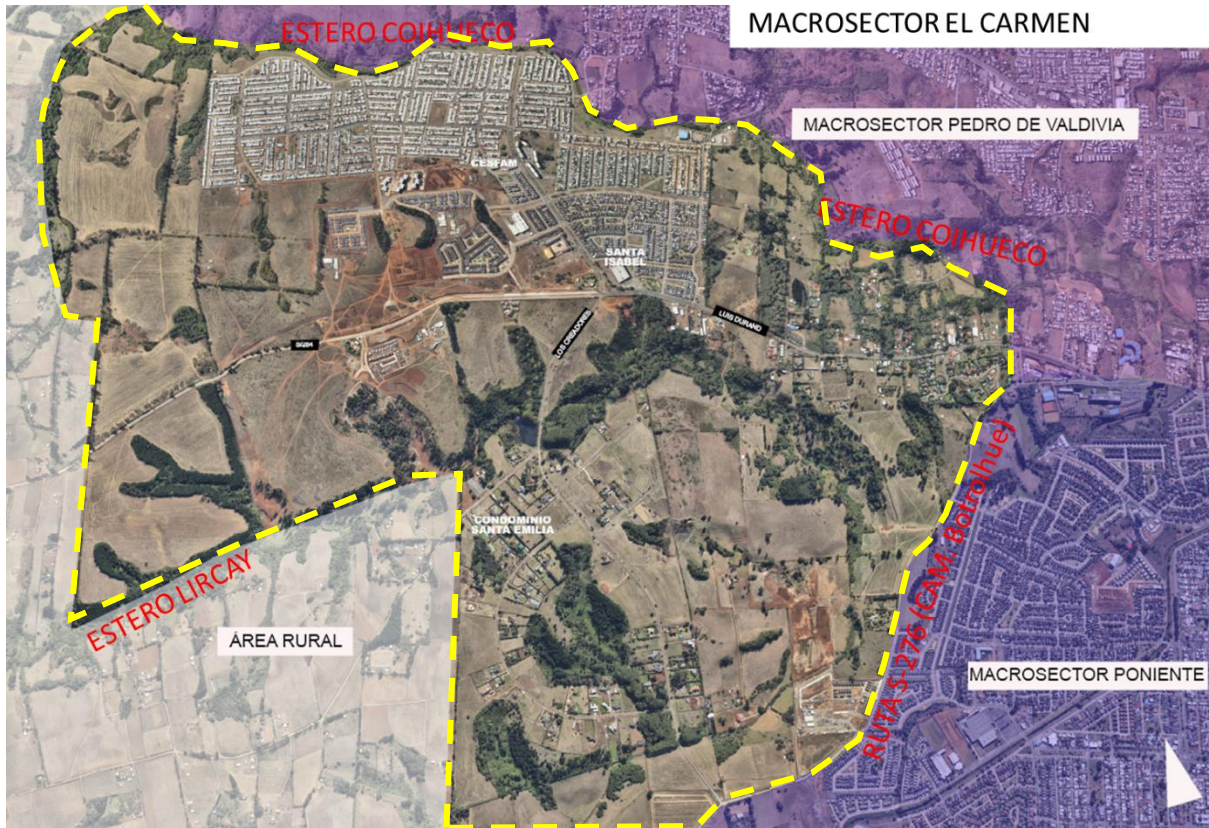 MACROSECTOR EL CARMEN
ESTERO COIHUECO
MACROSECTOR PEDRO DE VALDIVIA
CESFAM
ESTERO COIHUECO
SANTA
ISABEL
LUIS DURAND
LOS CREADORES
CONDOMINIO
SANTA EMILIA
RUTA S-276 (CAM. Botrolhue)
ESTERO LIRCAY
ÁREA RURAL
MACROSECTOR PONIENTE